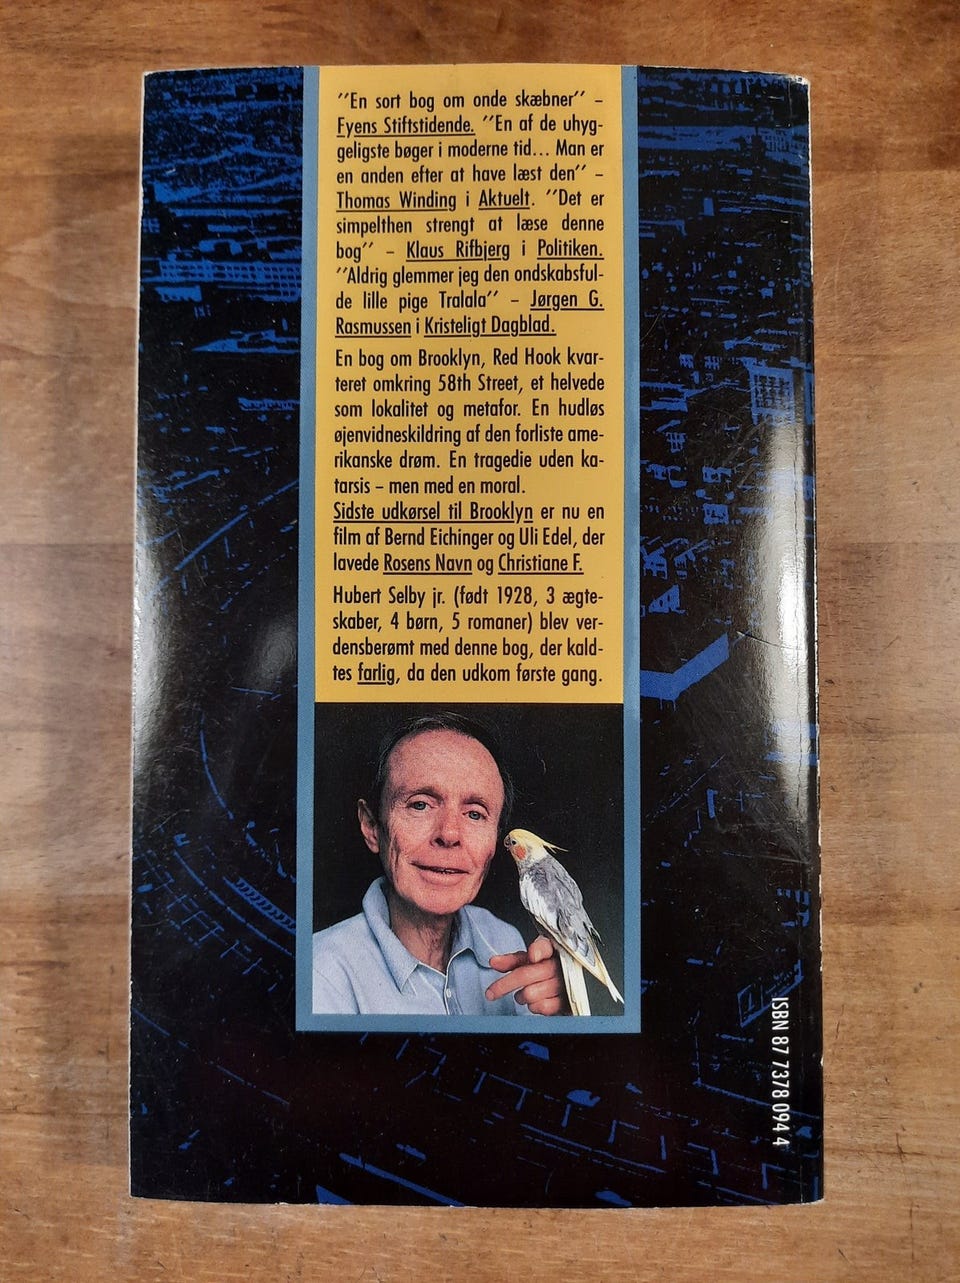 ”En sort bog om onde skæbner” –
Fyens Stiftstidende. ”En af de uhyg-
geligste bøger i moderne tid... Man er
en anden efter at have læst den” –
Thomas Winding i Aktuelt. ”Det er
simpelthen strengt at læse denne
bog” – Klaus Rifbjerg i Politiken.
”Aldrig glemmer jeg den ondskabsful-
de lille pige Tralala” – Jørgen G.
Rasmussen i Kristeligt Dagblad.
En bog om Brooklyn, Red Hook kvar-
teret omkring 58th Street, et helvede
som lokalitet og metafor. En hudløs
øjenvidneskildring af den forliste ame-
rikanske drøm. En tragedie uden ka-
tarsis – men med en moral.
Sidste udkørsel til Brooklyn er nu en
film af Bernd Eichinger og Uli Edel, der
lavede Rosens Navn og Christiane F.
Hubert Selby jr. (født 1928, 3 ægte-
skaber, 4 børn, 5 romaner) blev ver-
densberømt med denne bog, der kald-
tes farlig, da den udkom første gang.
ISBN 87 7378 094 4